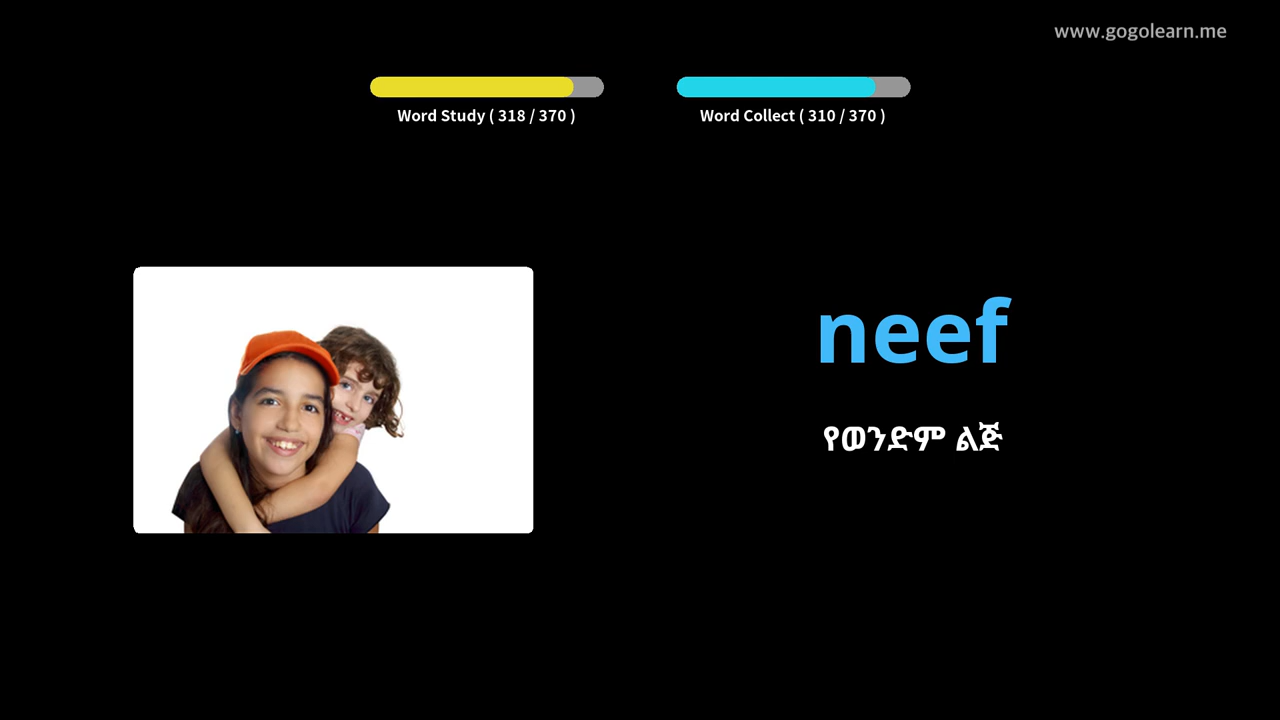 www.gogolearn.me
Word Study ( 318 / 370 )
Word Collect ( 310 / 370 )
neef
የወንድም ልጅ